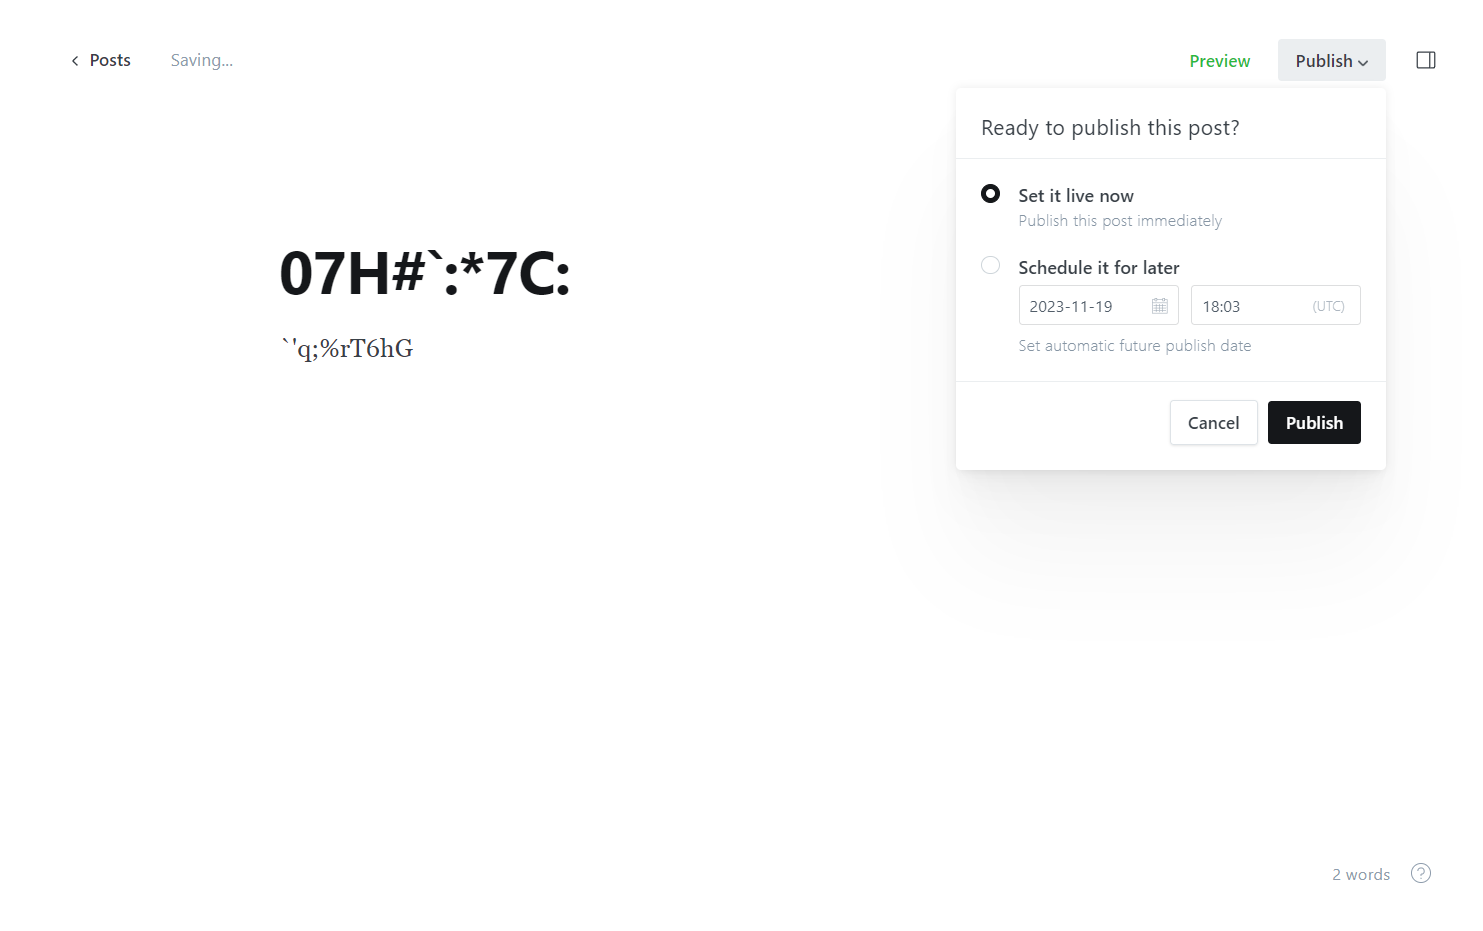 Posts
Saving...
Preview
Publish
Ready to publish this post?
Set it live now
Publish this post immediately
Schedule it for later
2023-11-19
18:03
(UTC)
Set automatic future publish date
Cancel
Publish
07H#`:*7C:
`'q;%rT6hG
2 words
?